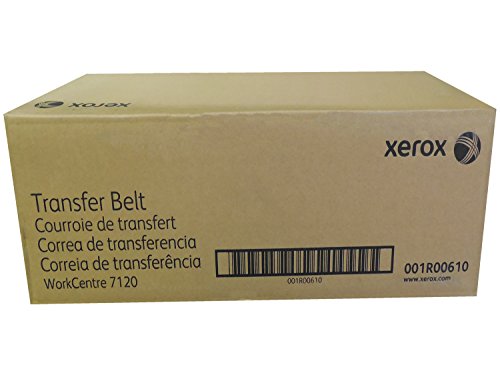 xerox
xerox
Transfer Belt
Courroie de transfert
Correa de transferencia
Correia de transferência
WorkCentre 7120
001R00610
001R00610
www.xerox.com